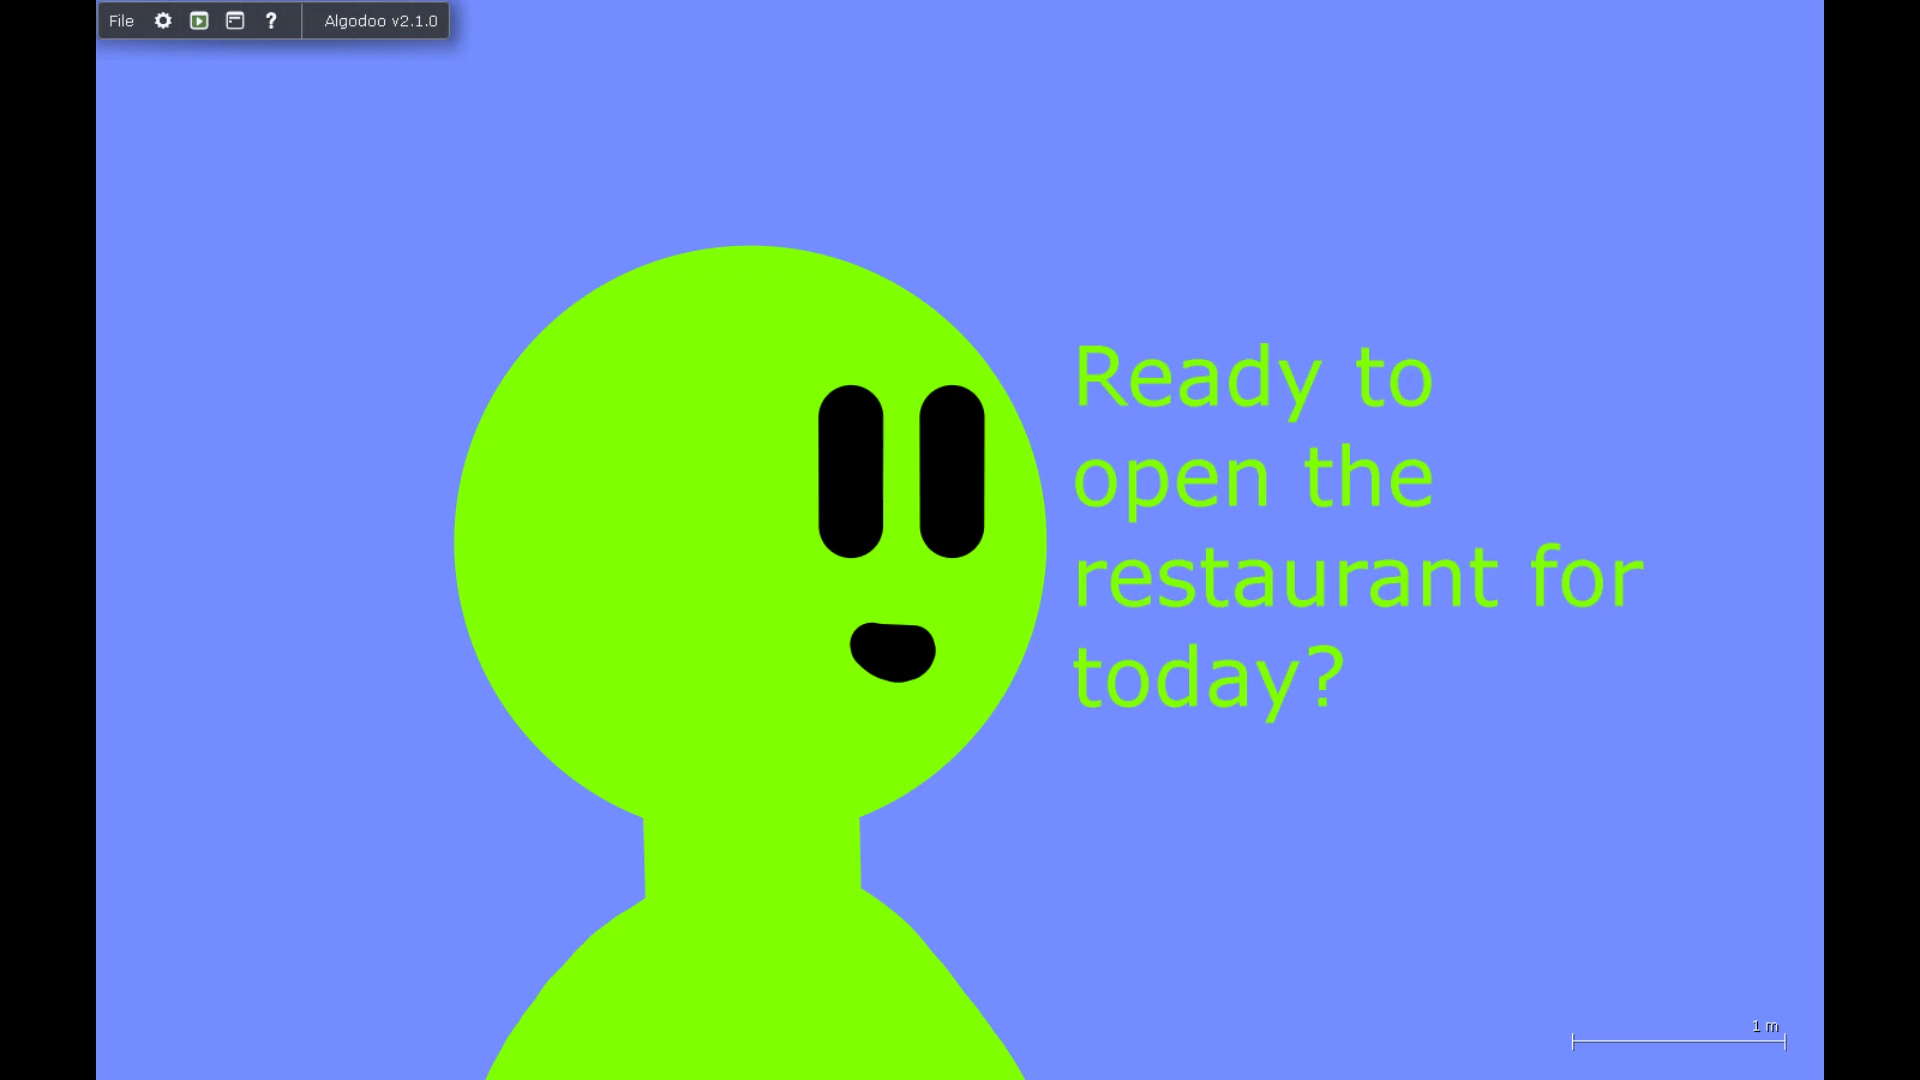 File ? Algodoo v2.1.0
Ready to
open the
restaurant for
today?
1 m